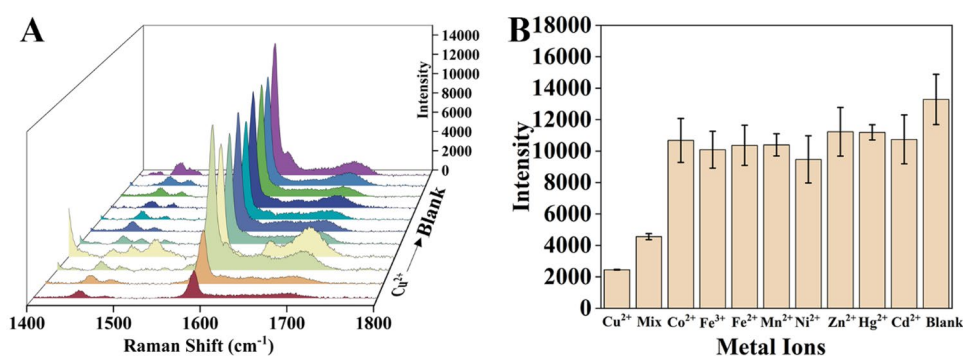 A
14000
12000
10000
8000
6000
4000
2000
0
Intensity
Cu²⁺ → Blank
1400 1500 1600 1700 1800
Raman Shift (cm⁻¹)
B
18000
16000
14000
12000
10000
8000
6000
4000
2000
0
Intensity
Cu²⁺ Mix Co²⁺ Fe³⁺ Fe²⁺ Mn²⁺ Ni²⁺ Zn²⁺ Hg²⁺ Cd²⁺ Blank
Metal Ions